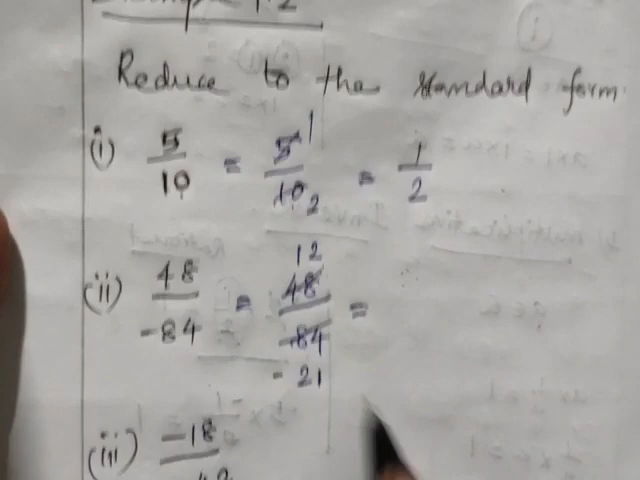 Reduce to the standard form
(i) 5/10 = 5 1/10 2 = 1/2
(ii) 48/-84 = 12 48/-84 -21 =
(iii) -18